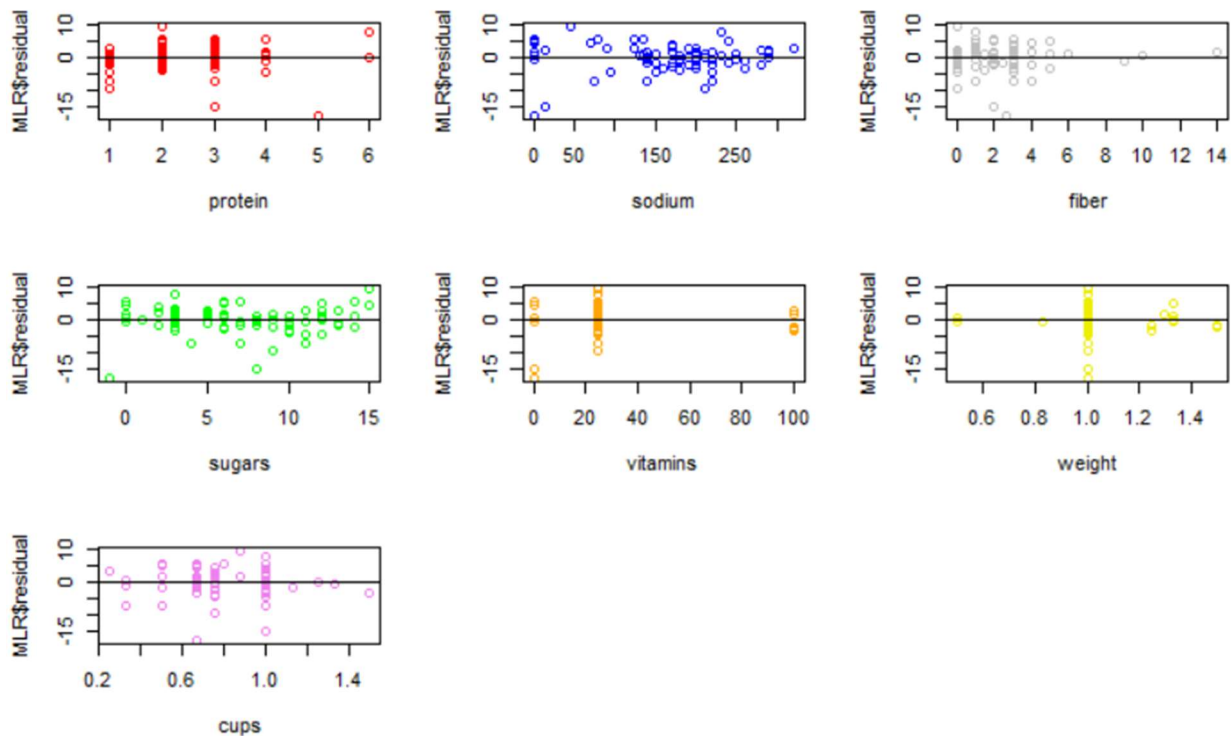 MLR$residual
10
0
-15
1 2 3 4 5 6
protein
MLR$residual
10
0
-15
0 50 150 250
sodium
MLR$residual
10
0
-15
0 2 4 6 8 10 12 14
fiber
MLR$residual
10
0
-15
0 5 10 15
sugars
MLR$residual
10
0
-15
0 20 40 60 80 100
vitamins
MLR$residual
10
0
-15
0.6 0.8 1.0 1.2 1.4
weight
MLR$residual
10
0
-15
0.2 0.6 1.0 1.4
cups